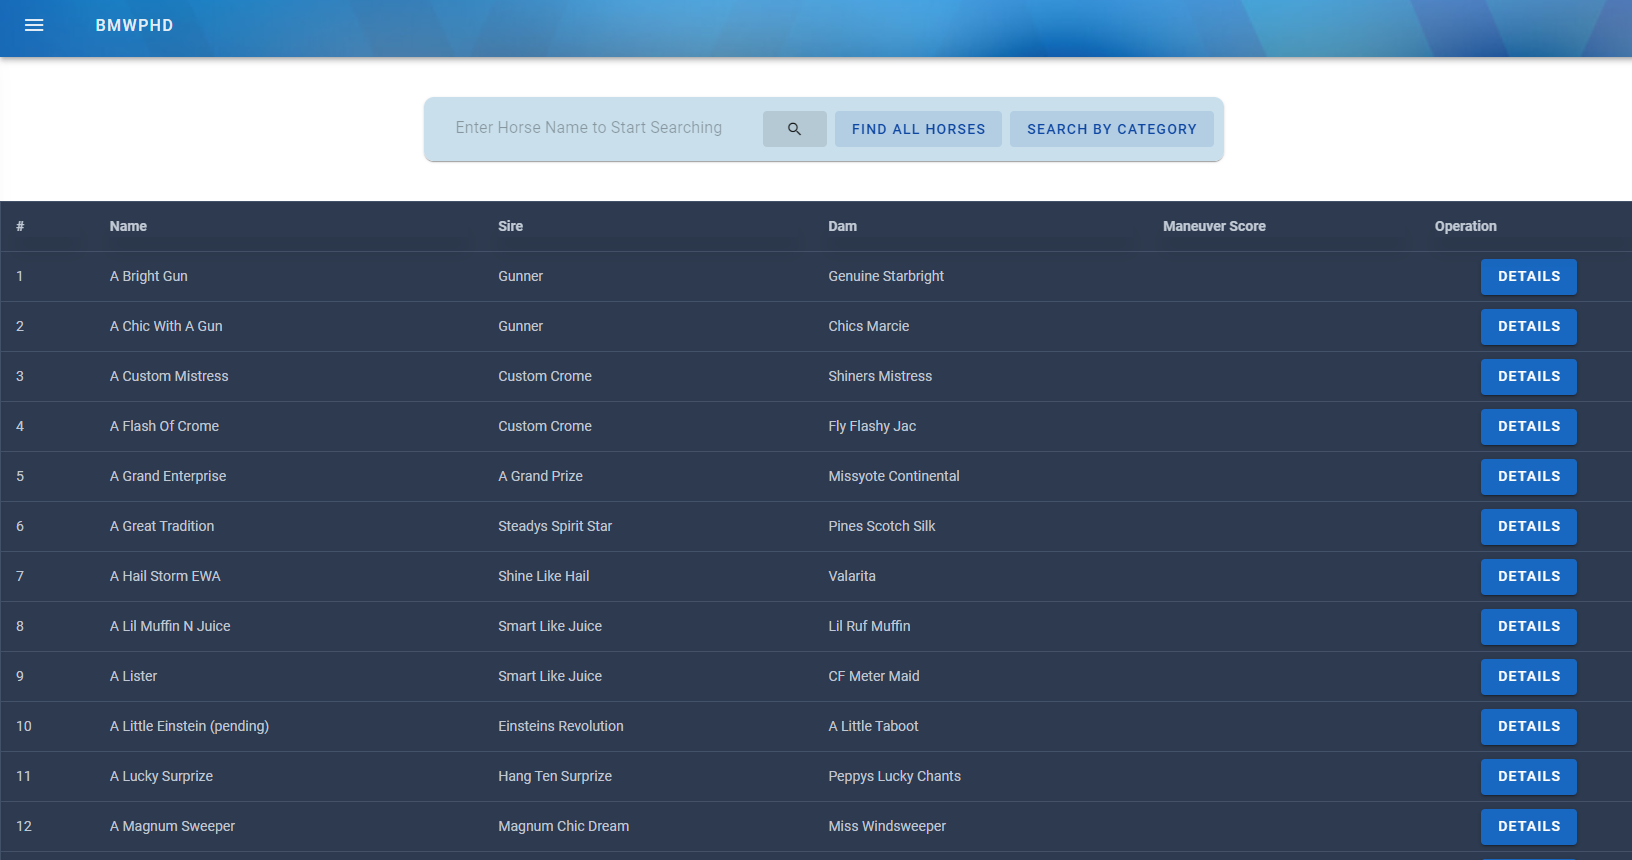 BMWPHD
Enter Horse Name to Start Searching FIND ALL HORSES SEARCH BY CATEGORY
# Name Sire Dam Maneuver Score Operation
1 A Bright Gun Gunner Genuine Starbright DETAILS
2 A Chic With A Gun Gunner Chics Marcie DETAILS
3 A Custom Mistress Custom Crome Shiners Mistress DETAILS
4 A Flash Of Crome Custom Crome Fly Flashy Jac DETAILS
5 A Grand Enterprise A Grand Prize Missyote Continental DETAILS
6 A Great Tradition Steadys Spirit Star Pines Scotch Silk DETAILS
7 A Hail Storm EWA Shine Like Hail Valarita DETAILS
8 A Lil Muffin N Juice Smart Like Juice Lil Ruf Muffin DETAILS
9 A Lister Smart Like Juice CF Meter Maid DETAILS
10 A Little Einstein (pending) Einsteins Revolution A Little Taboot DETAILS
11 A Lucky Surprize Hang Ten Surprize Peppys Lucky Chants DETAILS
12 A Magnum Sweeper Magnum Chic Dream Miss Windsweeper DETAILS